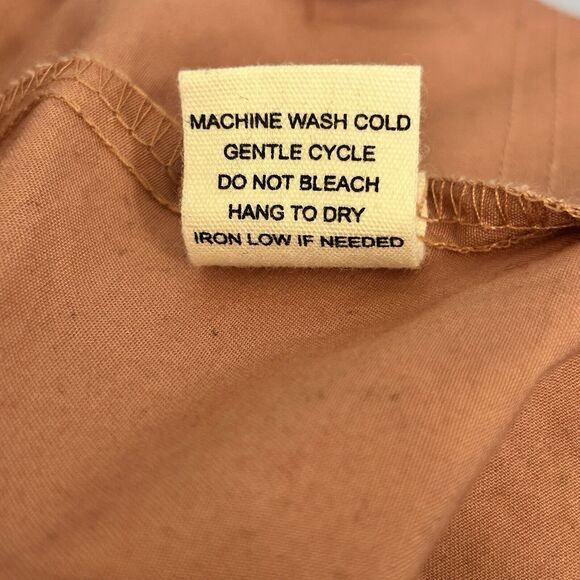 MACHINE WASH COLD
GENTLE CYCLE
DO NOT BLEACH
HANG TO DRY
IRON LOW IF NEEDED